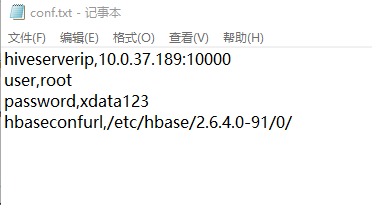 conf.txt - 记事本
文件(F) 编辑(E) 格式(O) 查看(V) 帮助(H)
hiveserverip,10.0.37.189:10000
user,root
password,xdata123
hbaseconfurl,/etc/hbase/2.6.4.0-91/0/